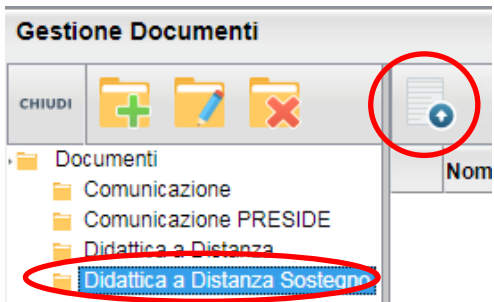 Gestione Documenti
CHIUDI
Nom
Documenti
Comunicazione
Comunicazione PRESIDE
Didattica a Distanza
Didattica a Distanza Sostegno